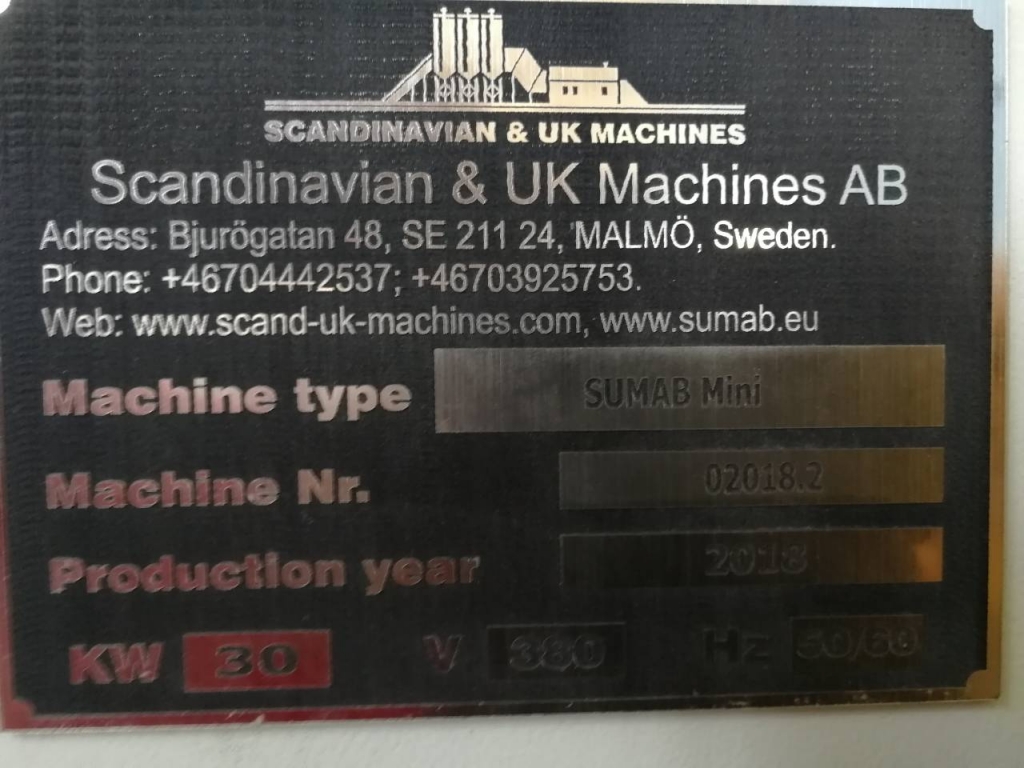 SCANDINAVIAN & UK MACHINES
Scandinavian & UK Machines AB
Adress: Bjurögatan 48, SE 211 24, MALMÖ, Sweden.
Phone: +46704442537; +46703925753.
Web: www.scand-uk-machines.com, www.sumab.eu
Machine type SUMAB Mini
Machine Nr. 02018.2
Production year 2018
KW 30 V 380 Hz 50/60